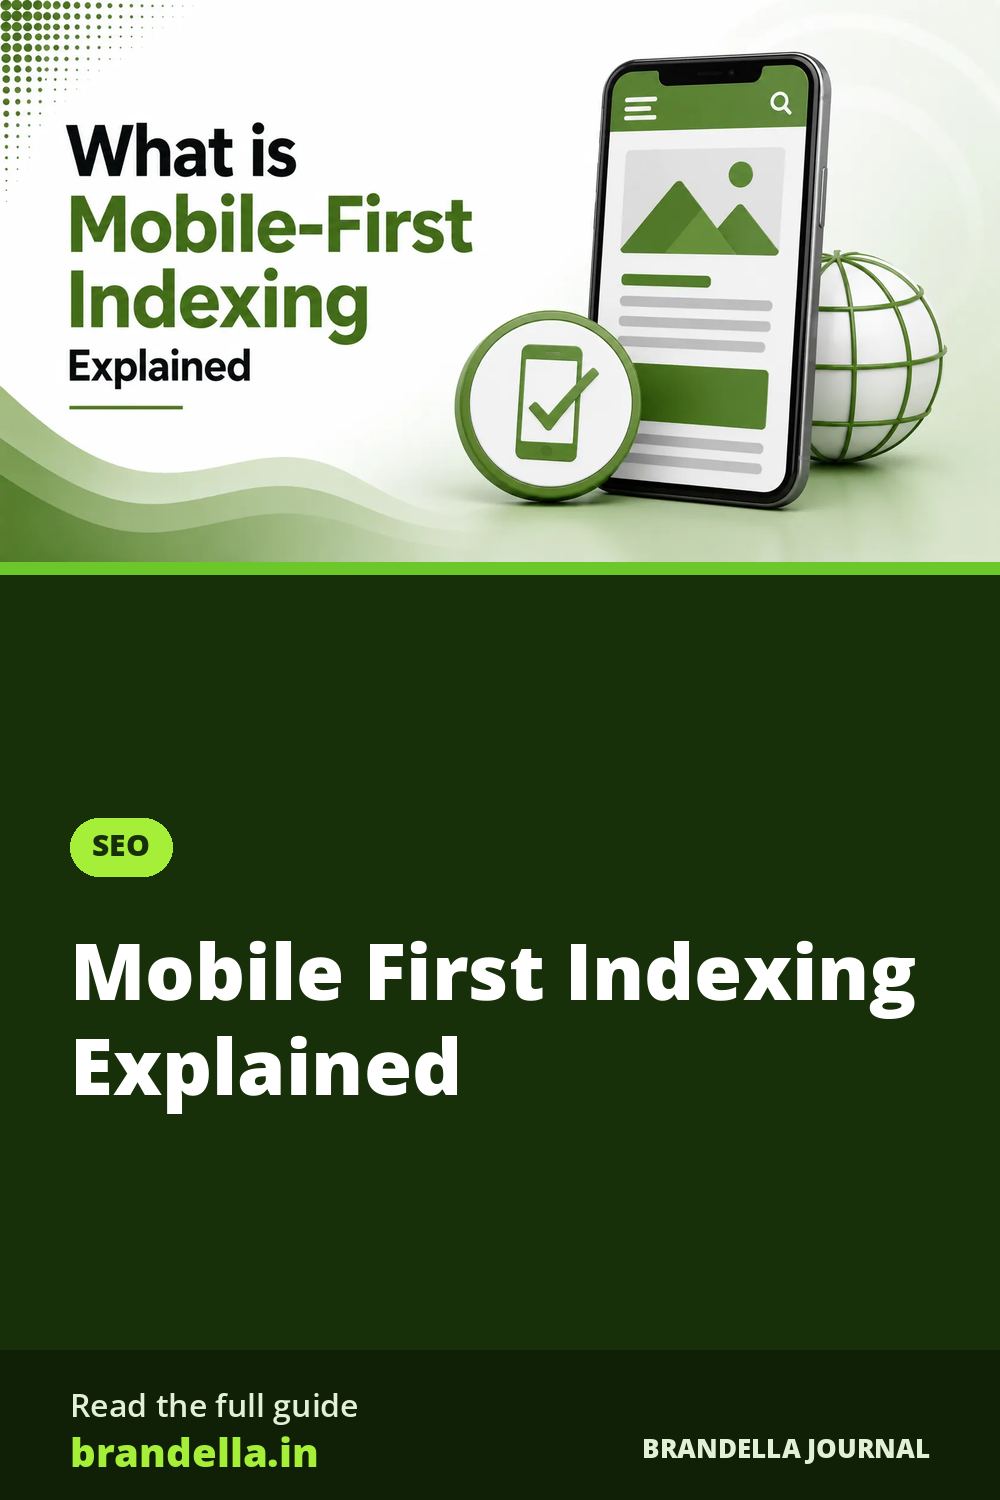 What is
Mobile-First
Indexing
Explained
SEO
Mobile First Indexing
Explained
Read the full guide
brandella.in
BRANDELLA JOURNAL